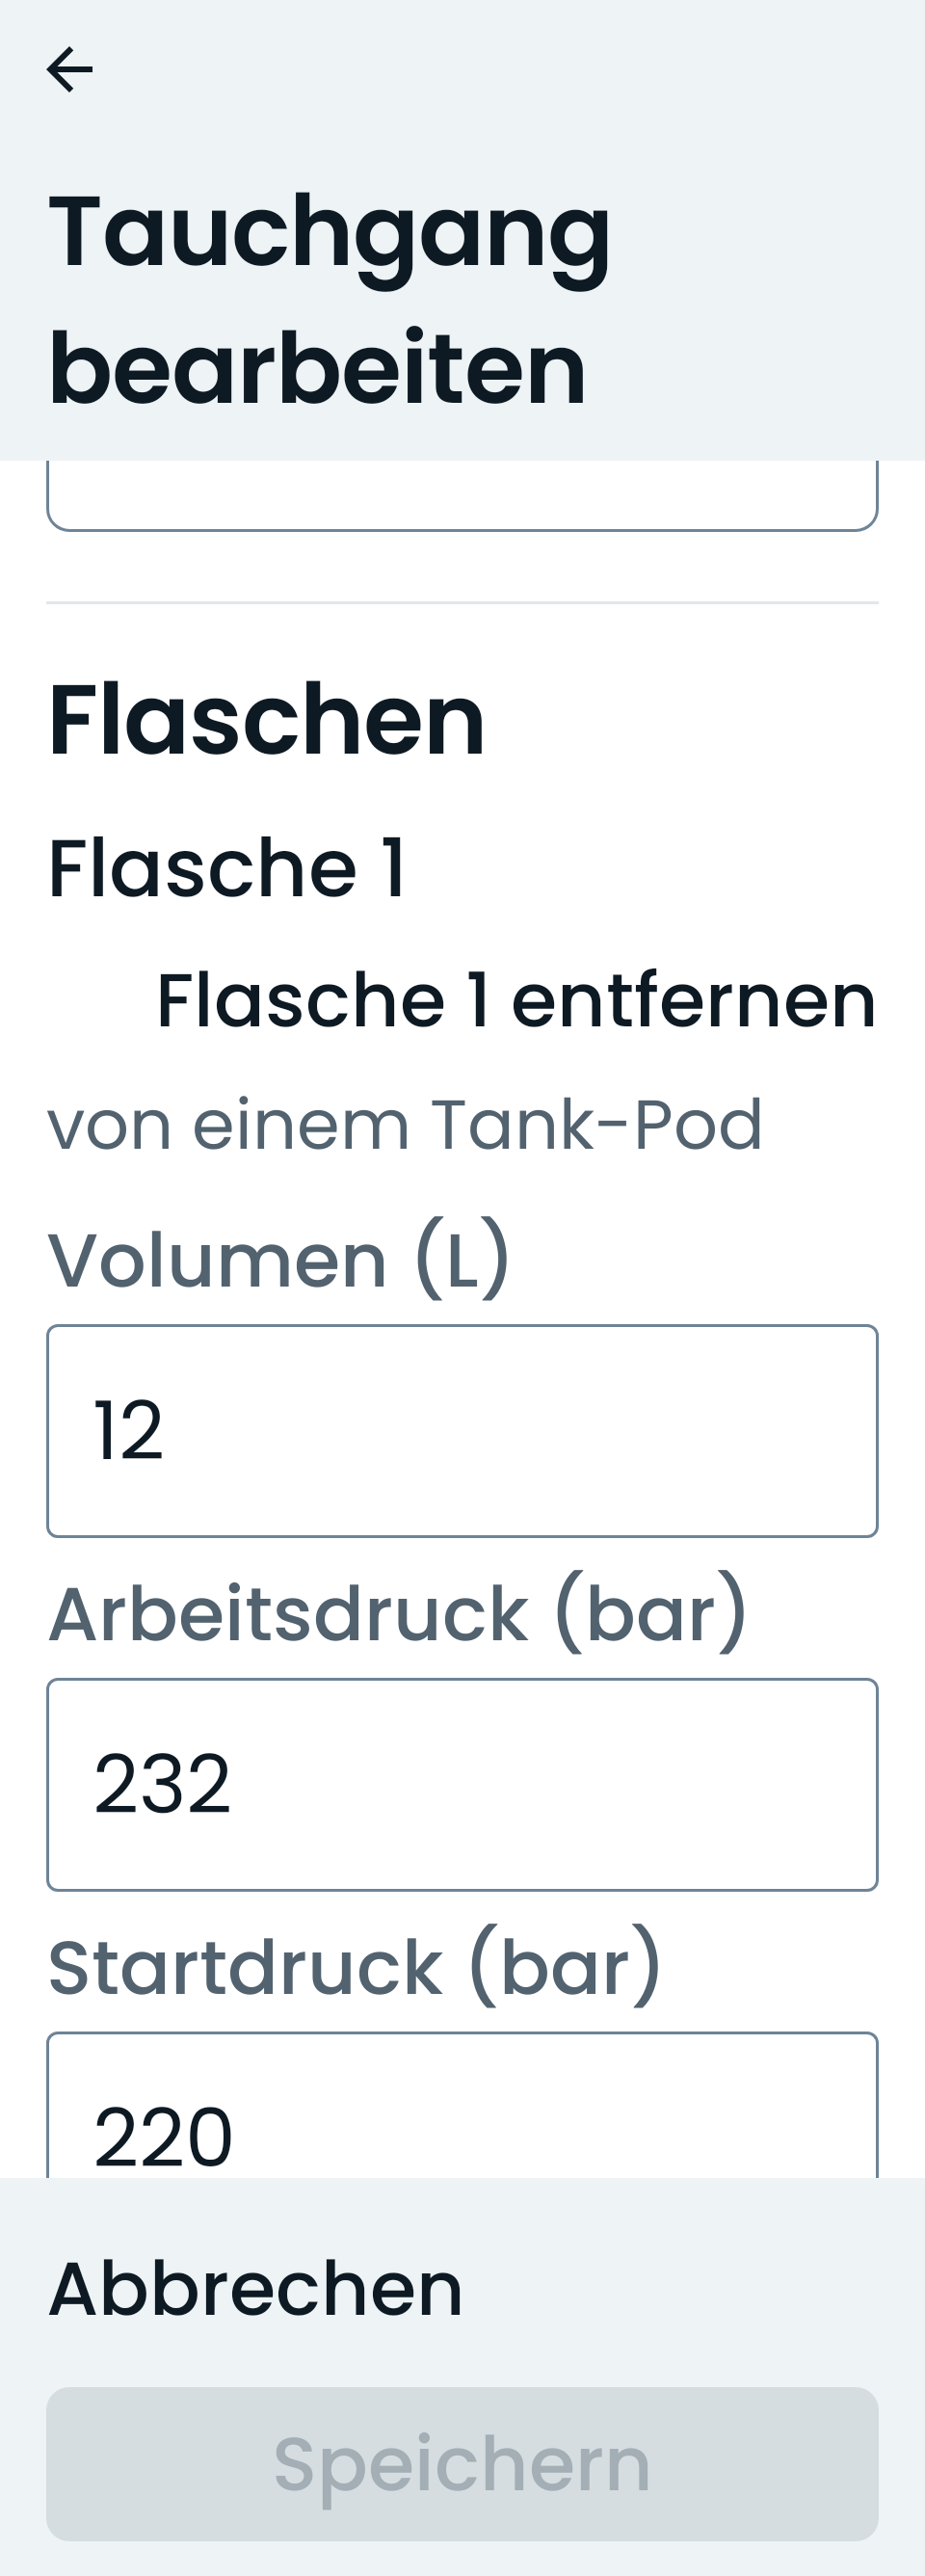 Tauchgang
bearbeiten
Flaschen
Flasche 1
Flasche 1 entfernen
von einem Tank-Pod
Volumen (L)
12
Arbeitsdruck (bar)
232
Startdruck (bar)
220
Abbrechen
Speichern